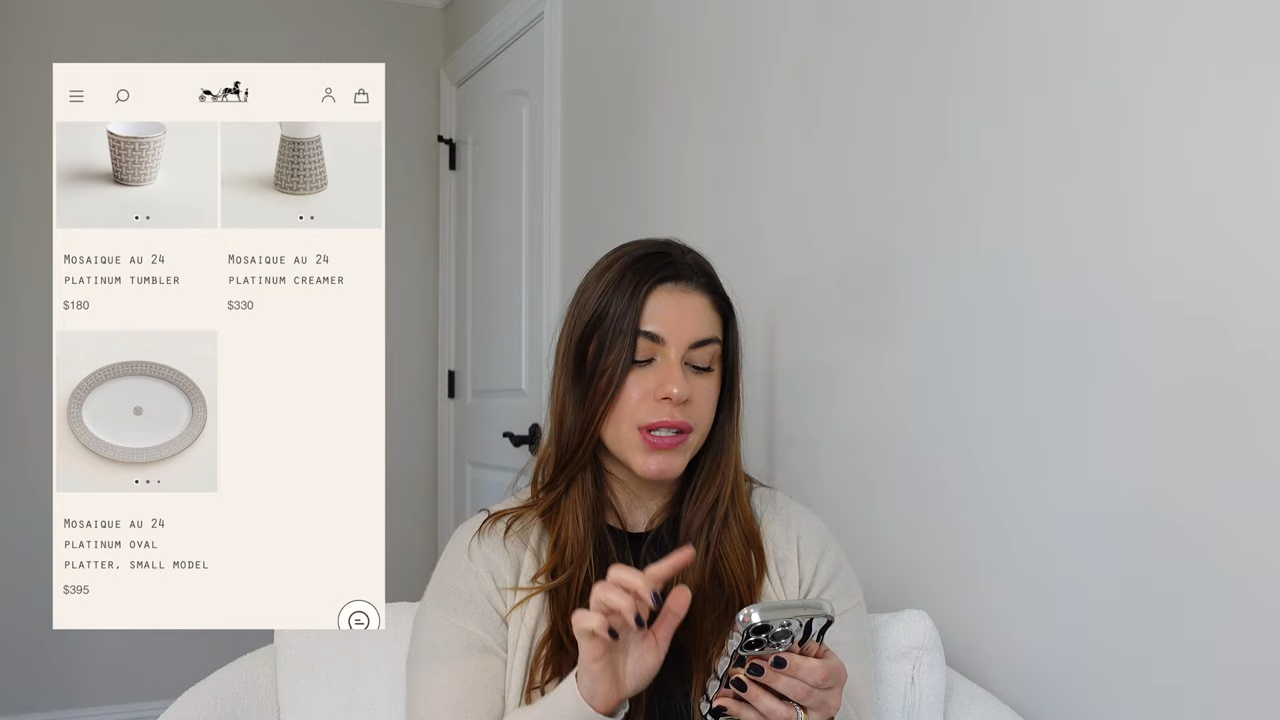 Mosaique au 24
platinum tumbler
$180
Mosaique au 24
platinum creamer
$330
Mosaique au 24
platinum oval
platter, small model
$395